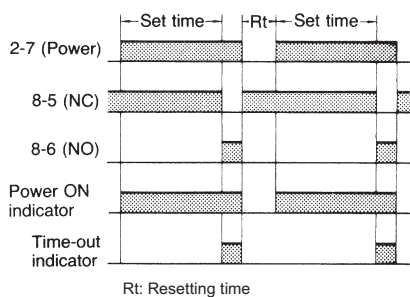 Set time Rt Set time
2-7 (Power)
8-5 (NC)
8-6 (NO)
Power ON
indicator
Time-out
indicator
Rt: Resetting time